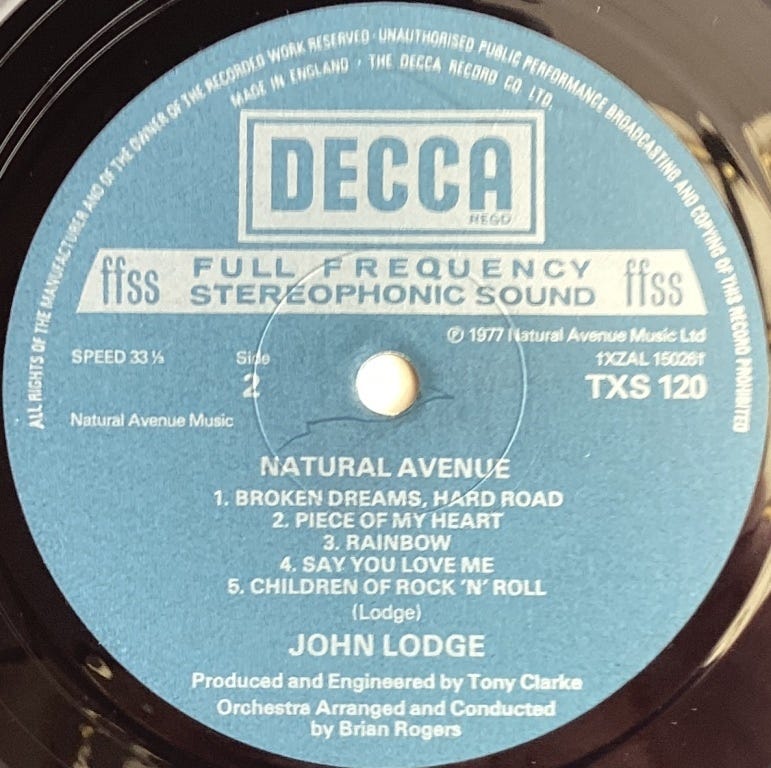 ALL RIGHTS OF THE MANUFACTURER AND OF THE OWNER OF THE RECORDED WORK RESERVED · UNAUTHORISED PUBLIC PERFORMANCE BROADCASTING AND COPYING OF THIS RECORD PROHIBITED
MADE IN ENGLAND · THE DECCA RECORD CO. LTD.
DECCA
REGD
ffss FULL FREQUENCY STEREOPHONIC SOUND ffss
℗ 1977 Natural Avenue Music Ltd
SPEED 33⅓ Side †XZAL 15026†
2 TXS 120
Natural Avenue Music
NATURAL AVENUE
1. BROKEN DREAMS, HARD ROAD
2. PIECE OF MY HEART
3. RAINBOW
4. SAY YOU LOVE ME
5. CHILDREN OF ROCK 'N' ROLL
(Lodge)
JOHN LODGE
Produced and Engineered by Tony Clarke
Orchestra Arranged and Conducted
by Brian Rogers